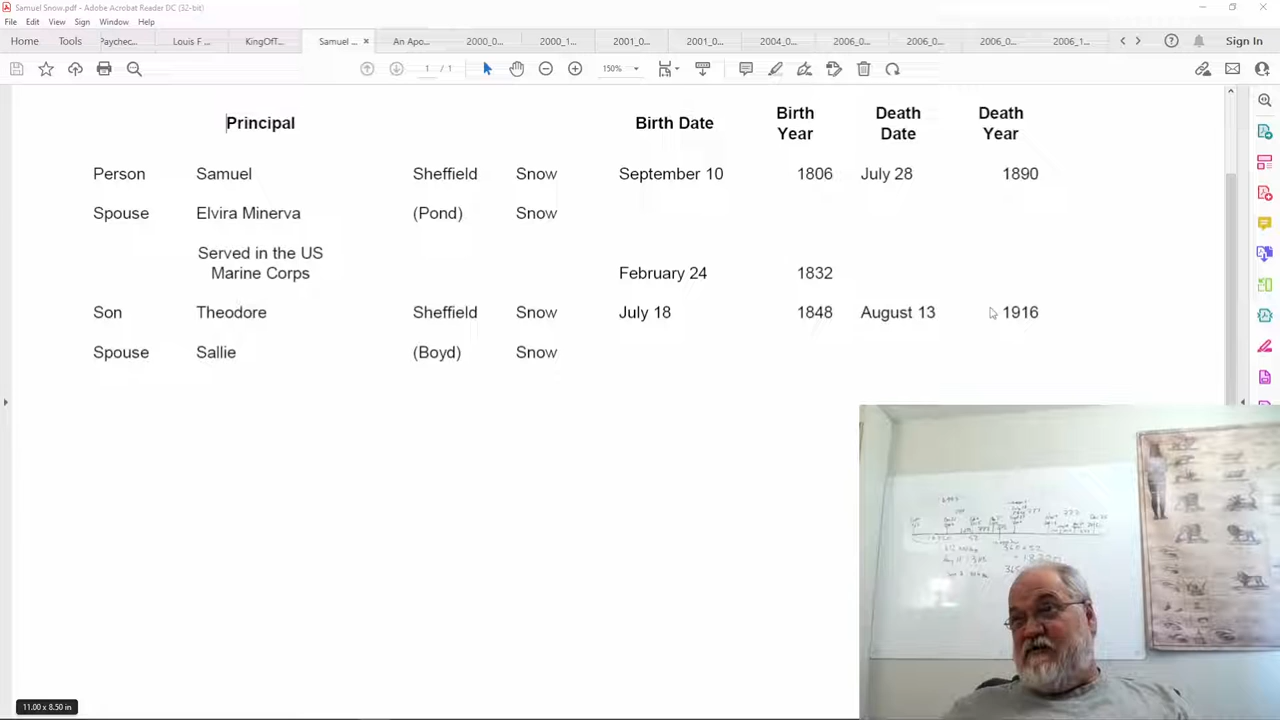 Samuel Snow.pdf - Adobe Acrobat Reader DC (32-bit)
File Edit View Sign Window Help
Home Tools Paychec... Louis F ... KingOfT... Samuel ... × An Apo... 2000_0... 2000_1... 2001_0... 2001_0... 2004_0... 2006_0... 2006_0... 2006_0... 2006_1... Sign In
1 / 1 150%
Principal Birth Date Birth Year Death Date Death Year
Person Samuel Sheffield Snow September 10 1806 July 28 1890
Spouse Elvira Minerva (Pond) Snow
Served in the US
Marine Corps February 24 1832
Son Theodore Sheffield Snow July 18 1848 August 13 1916
Spouse Sallie (Boyd) Snow
11.00 x 8.50 in